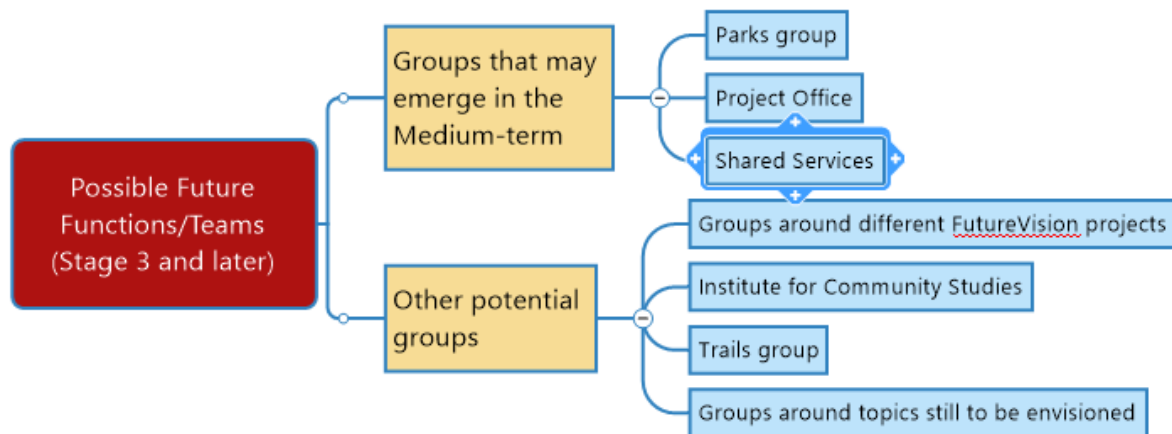 Possible Future
Functions/Teams
(Stage 3 and later)
Groups that may
emerge in the
Medium-term
Parks group
Project Office
Shared Services
Other potential
groups
Groups around different FutureVision projects
Institute for Community Studies
Trails group
Groups around topics still to be envisioned